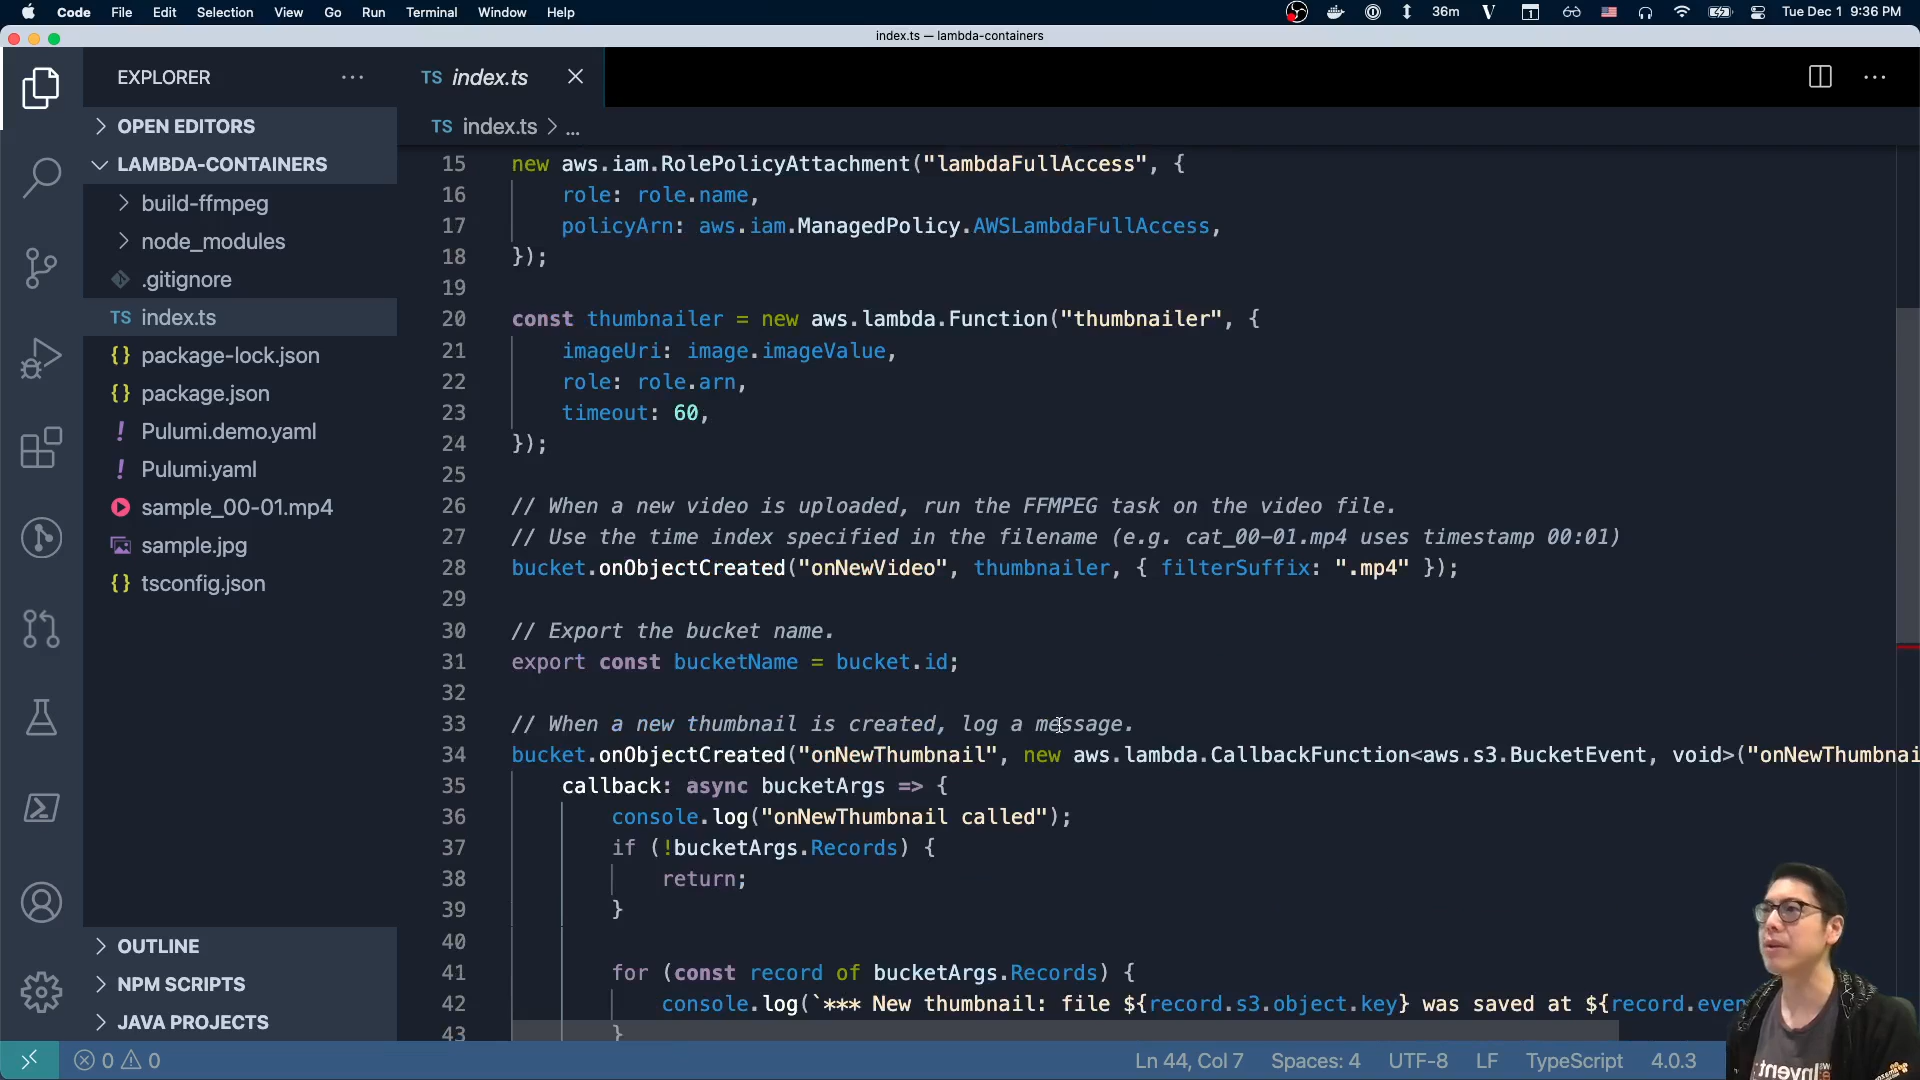 Code File Edit Selection View Go Run Terminal Window Help 36m Tue Dec 1 9:36 PM
index.ts — lambda-containers
EXPLORER ···
TS index.ts
OPEN EDITORS
TS index.ts > ...
LAMBDA-CONTAINERS
build-ffmpeg
node_modules
.gitignore
TS index.ts
{} package-lock.json
{} package.json
! Pulumi.demo.yaml
! Pulumi.yaml
sample_00-01.mp4
sample.jpg
{} tsconfig.json
OUTLINE
NPM SCRIPTS
JAVA PROJECTS
15 new aws.iam.RolePolicyAttachment("lambdaFullAccess", {
16 role: role.name,
17 policyArn: aws.iam.ManagedPolicy.AWSLambdaFullAccess,
18 });
19
20 const thumbnailer = new aws.lambda.Function("thumbnailer", {
21 imageUri: image.imageValue,
22 role: role.arn,
23 timeout: 60,
24 });
25
26 // When a new video is uploaded, run the FFMPEG task on the video file.
27 // Use the time index specified in the filename (e.g. cat_00-01.mp4 uses timestamp 00:01)
28 bucket.onObjectCreated("onNewVideo", thumbnailer, { filterSuffix: ".mp4" });
29
30 // Export the bucket name.
31 export const bucketName = bucket.id;
32
33 // When a new thumbnail is created, log a message.
34 bucket.onObjectCreated("onNewThumbnail", new aws.lambda.CallbackFunction<aws.s3.BucketEvent, void>("onNewThumbnai
35 callback: async bucketArgs => {
36 console.log("onNewThumbnail called");
37 if (!bucketArgs.Records) {
38 return;
39 }
40
41 for (const record of bucketArgs.Records) {
42 console.log(`*** New thumbnail: file ${record.s3.object.key} was saved at ${record.even
43 }
0 0 Ln 44, Col 7 Spaces: 4 UTF-8 LF TypeScript 4.0.3